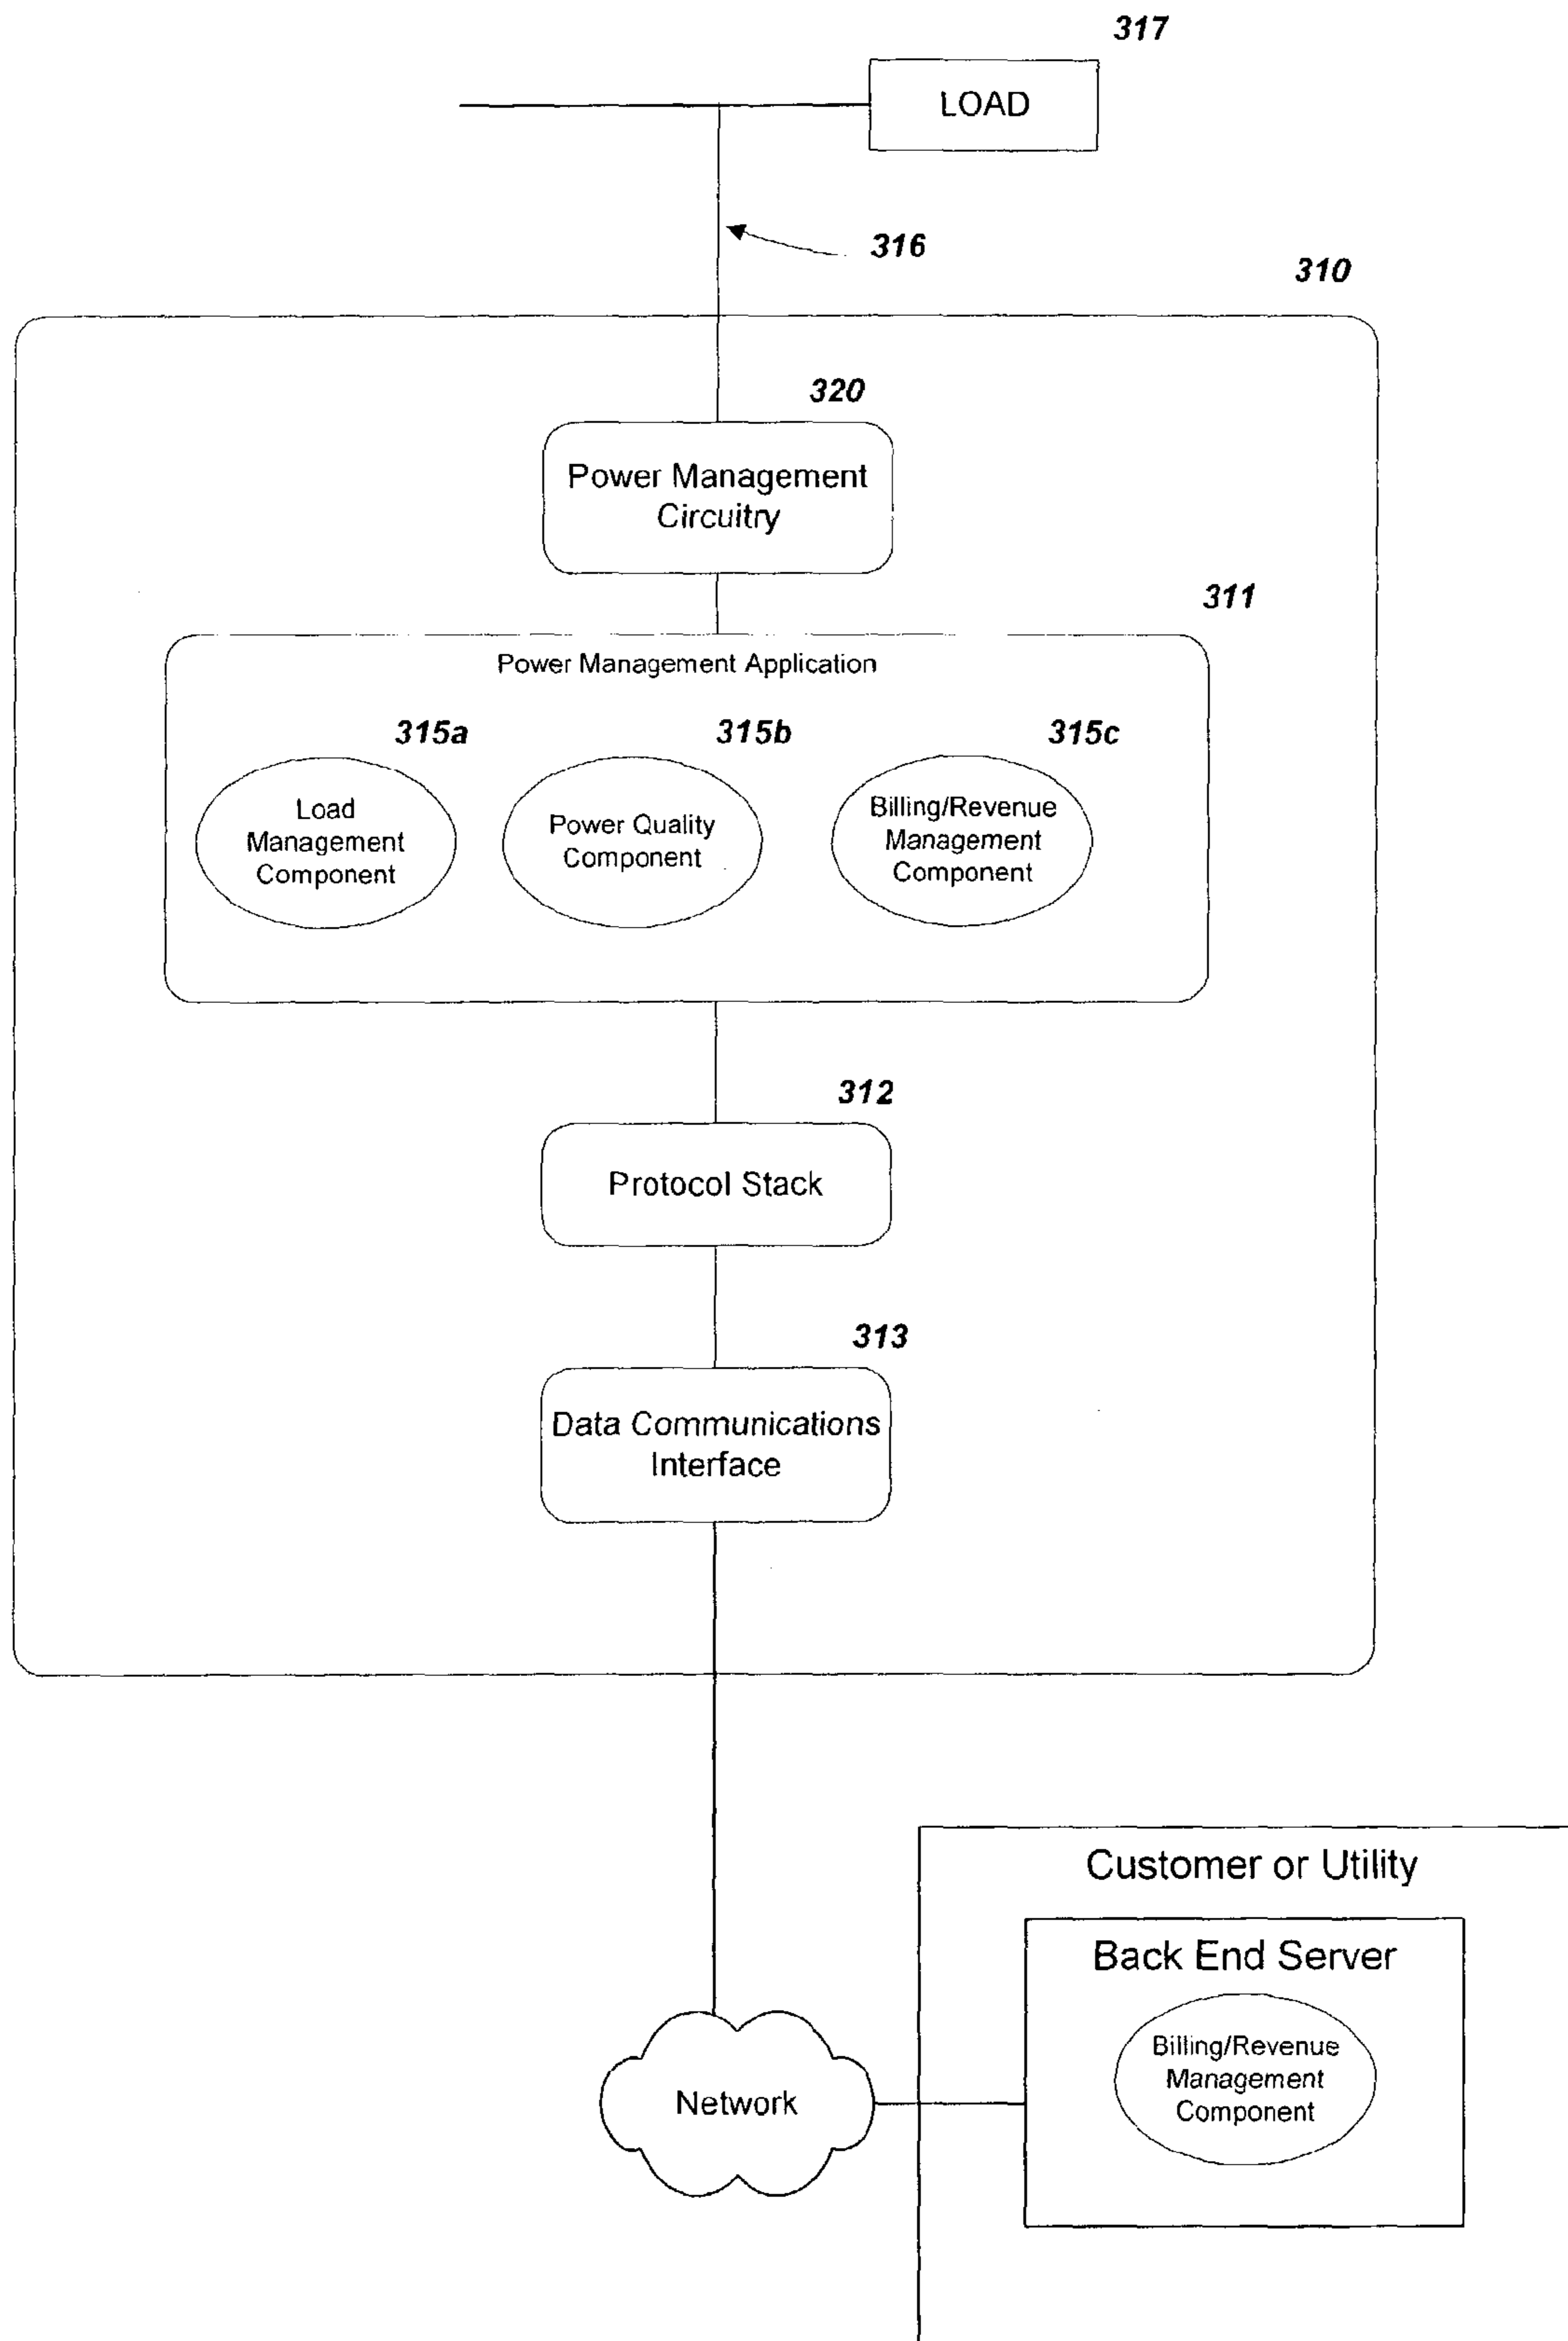 317
LOAD
316
310
320
Power Management
Circuitry
311
Power Management Application
315a
315b
315c
Load
Management
Component
Power Quality
Component
Billing/Revenue
Management
Component
312
Protocol Stack
313
Data Communications
Interface
Customer or Utility
Back End Server
Billing/Revenue
Management
Component
Network